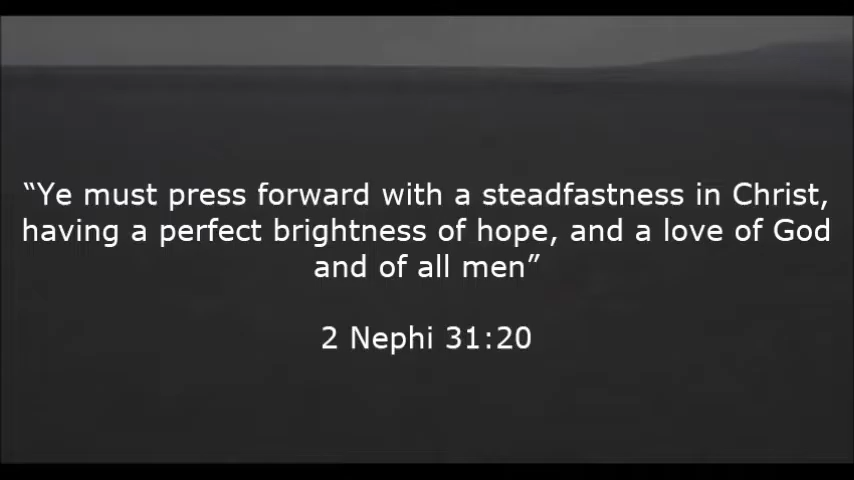 “Ye must press forward with a steadfastness in Christ,
having a perfect brightness of hope, and a love of God
and of all men”
2 Nephi 31:20